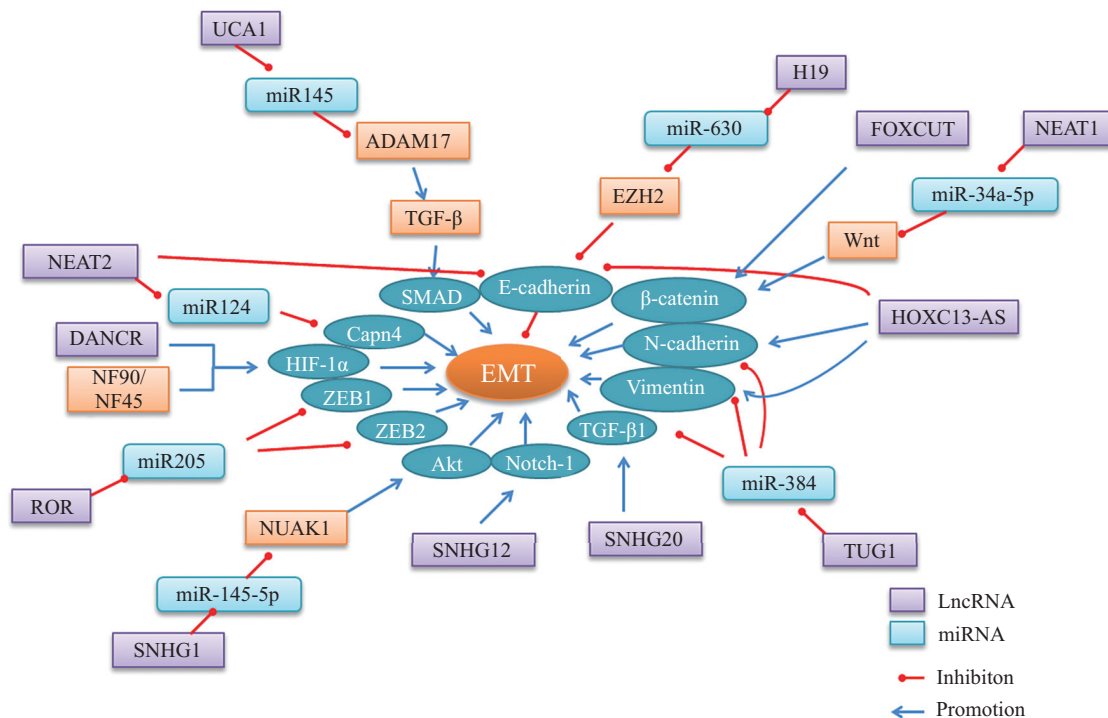 UCA1
miR145
ADAM17
TGF-β
H19
miR-630
EZH2
FOXCUT
NEAT1
miR-34a-5p
Wnt
NEAT2
miR124
DANCR
NF90/
NF45
HOXC13-AS
SMAD
E-cadherin
β-catenin
Capn4
N-cadherin
HIF-1α
EMT
Vimentin
ZEB1
ZEB2
TGF-β1
Akt
Notch-1
miR205
ROR
miR-384
NUAK1
SNHG12
SNHG20
TUG1
miR-145-5p
SNHG1
LncRNA
miRNA
Inhibiton
Promotion